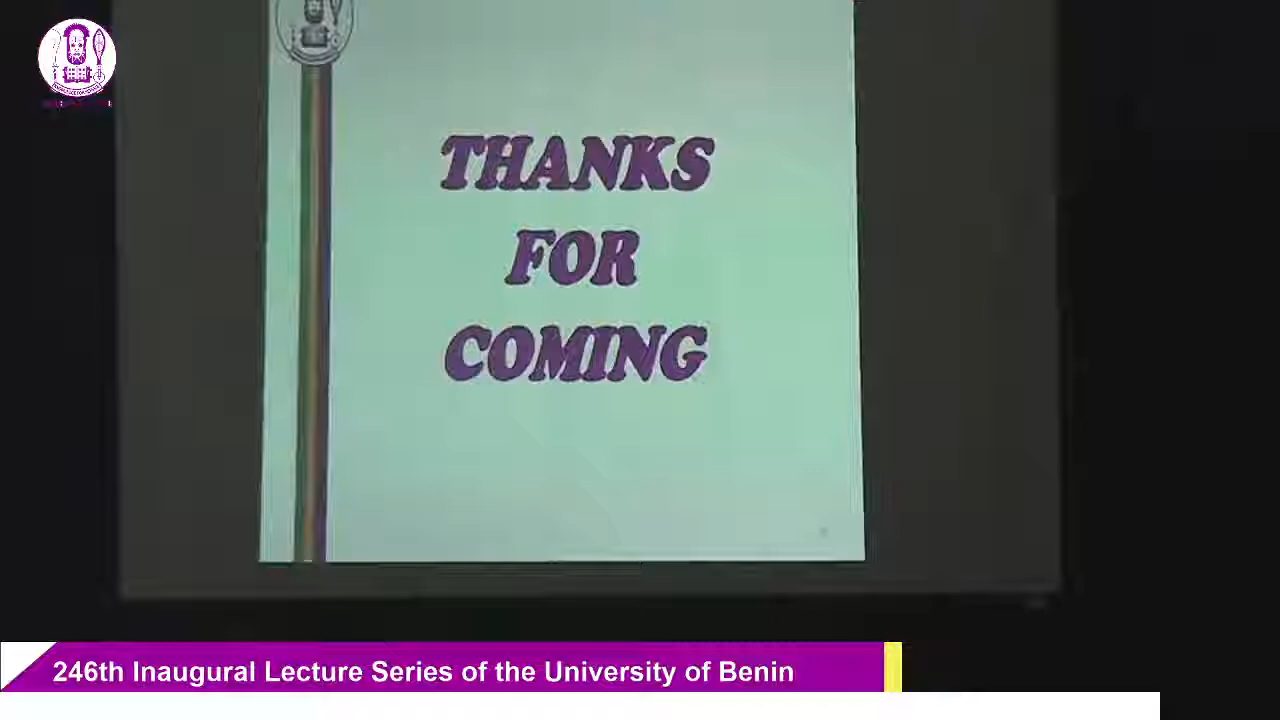 THANKS
FOR
COMING
246th Inaugural Lecture Series of the University of Benin